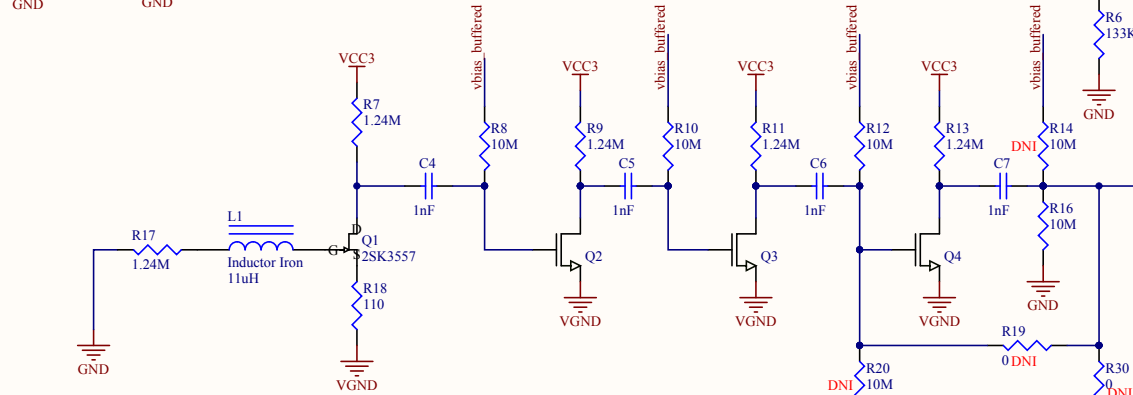 GND
GND
vbias_buffered
vbias_buffered
vbias_buffered
vbias_buffered
R6
133K
GND
VCC3
R7
1.24M
R8
10M
VCC3
R9
1.24M
R10
10M
VCC3
R11
1.24M
R12
10M
VCC3
R13
1.24M
R14
DNI
10M
C4
1nF
C5
1nF
C6
1nF
C7
1nF
R16
10M
GND
R17
1.24M
L1
Inductor Iron
11uH
D
G
S
Q1
2SK3557
R18
110
Q2
Q3
Q4
VGND
VGND
VGND
GND
VGND
R19
0
DNI
R20
DNI
10M
R30
0
DNI